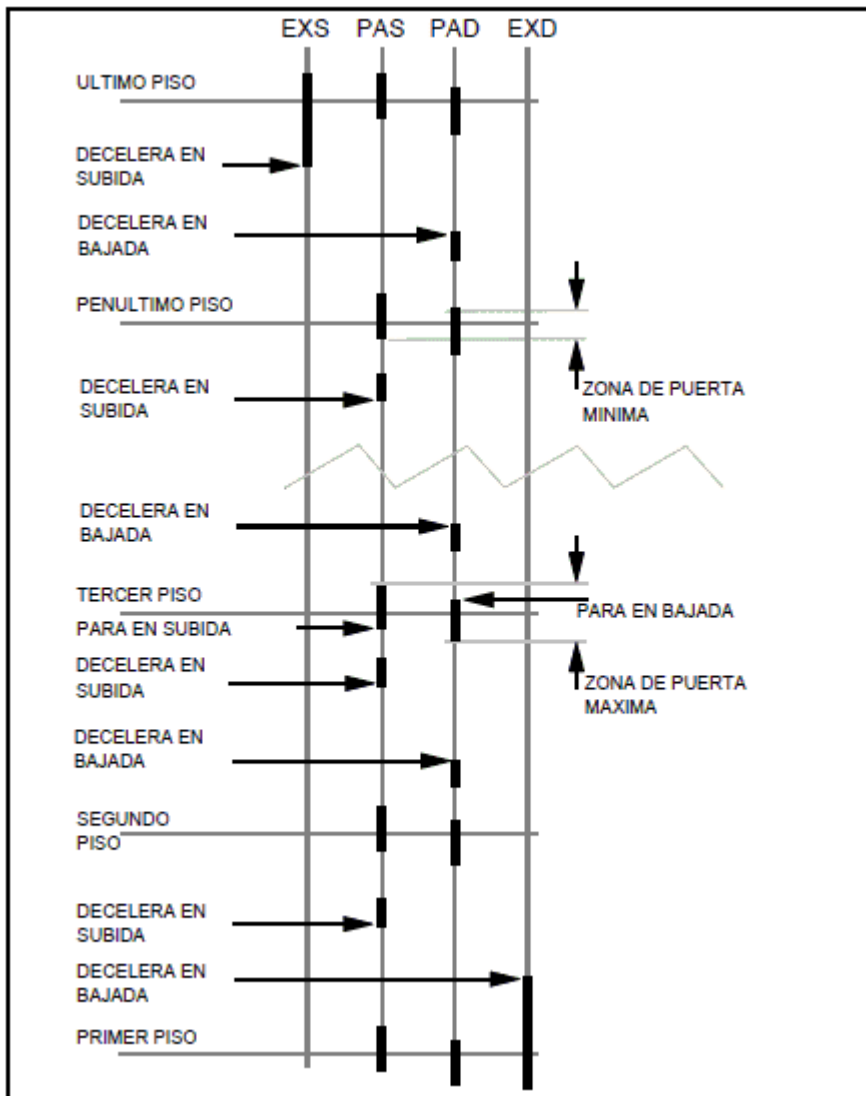 EXS PAS PAD EXD
ULTIMO PISO
DECELERA EN
SUBIDA
DECELERA EN
BAJADA
PENULTIMO PISO
ZONA DE PUERTA
MINIMA
DECELERA EN
SUBIDA
DECELERA EN
BAJADA
TERCER PISO
PARA EN BAJADA
PARA EN SUBIDA
DECELERA EN
SUBIDA
ZONA DE PUERTA
MAXIMA
DECELERA EN
BAJADA
SEGUNDO
PISO
DECELERA EN
SUBIDA
DECELERA EN
BAJADA
PRIMER PISO